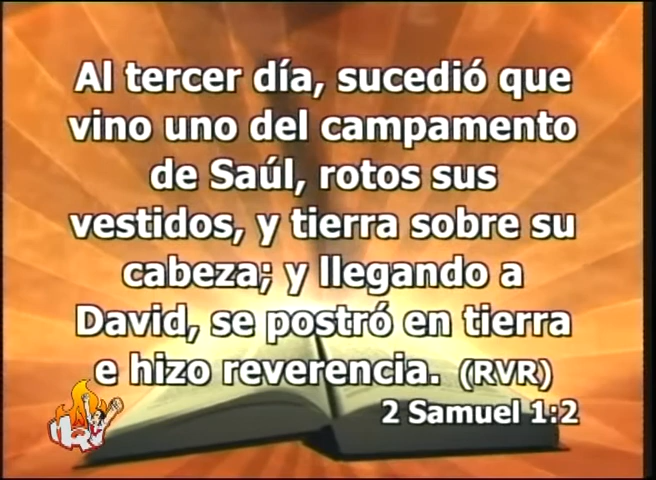 Al tercer día, sucedió que
vino uno del campamento
de Saúl, rotos sus
vestidos, y tierra sobre su
cabeza; y llegando a
David, se postró en tierra
e hizo reverencia. (RVR)
2 Samuel 1:2